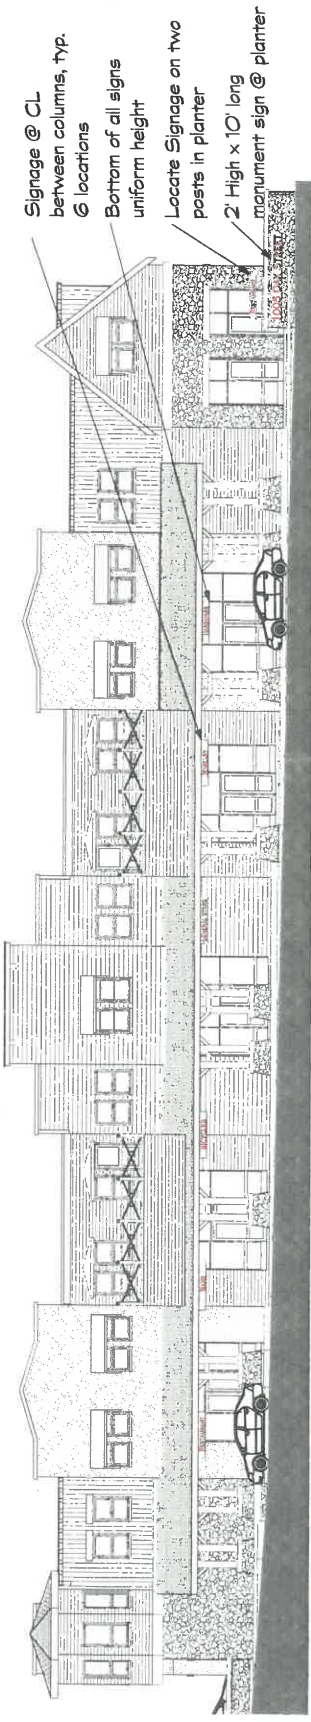 Signage @ CL
between columns, typ.
6 locations
Bottom of all signs
uniform height
Locate Signage on two
posts in planter
2' High x 10' long
monument sign @ planter